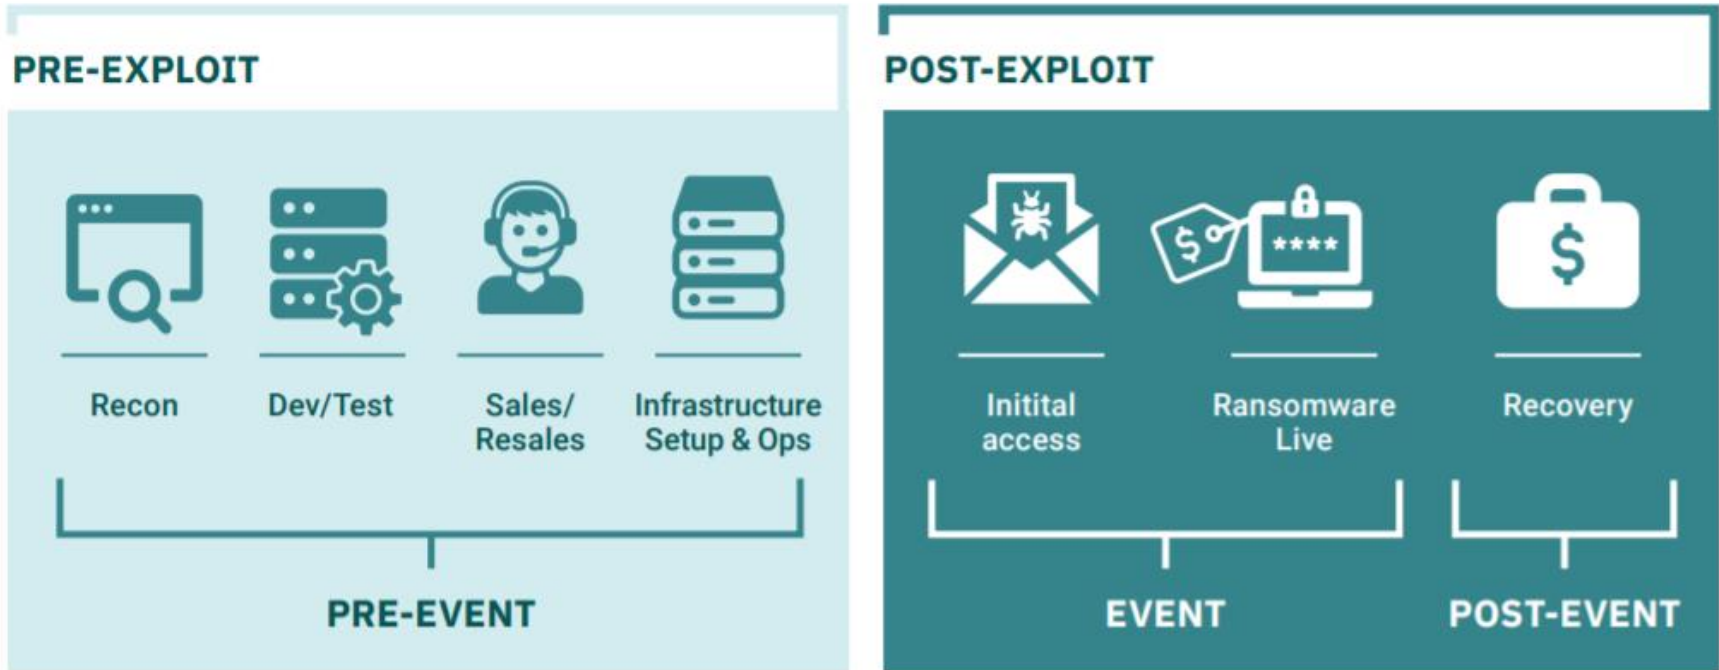 PRE-EXPLOIT
Recon
Dev/Test
Sales/
Resales
Infrastructure
Setup & Ops
PRE-EVENT
POST-EXPLOIT
$
****
$
Initital
access
Ransomware
Live
Recovery
EVENT
POST-EVENT